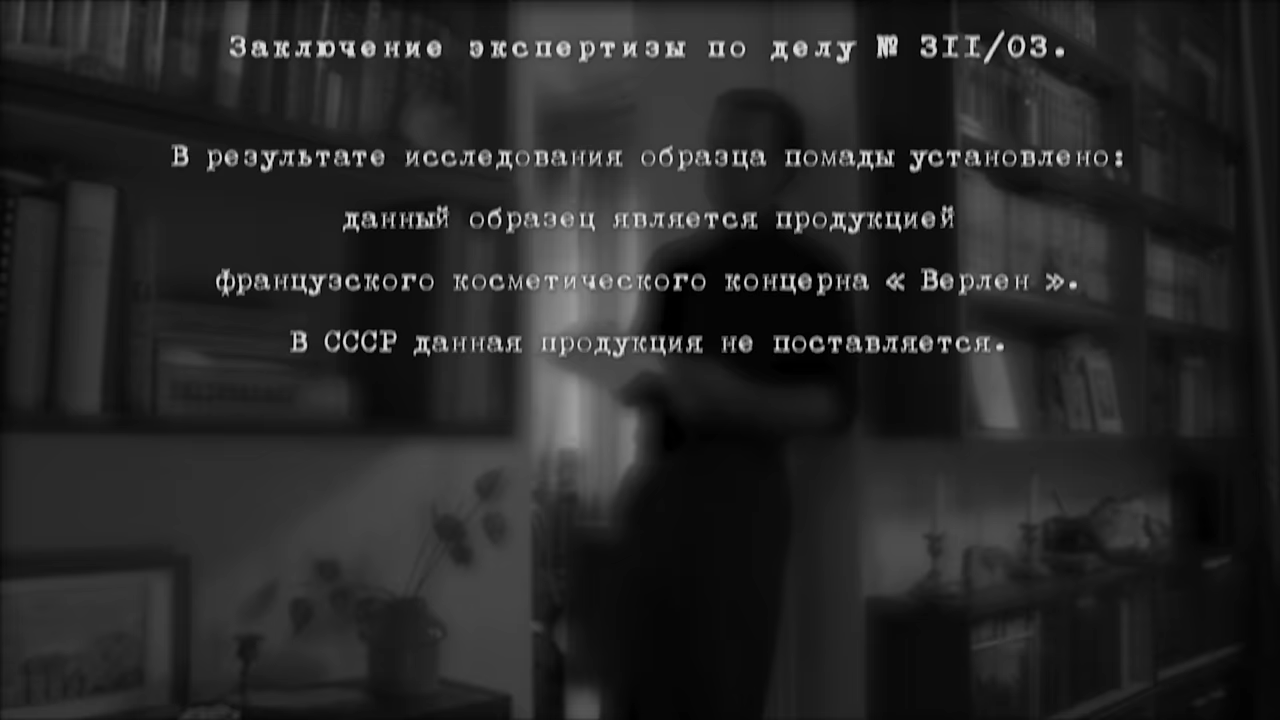 Заключение экспертизы по делу № 3II/03.
В результате исследования образца помады установлено:
данный образец является продукцией
французского косметического концерна « Верлен ».
В СССР данная продукция не поставляется.